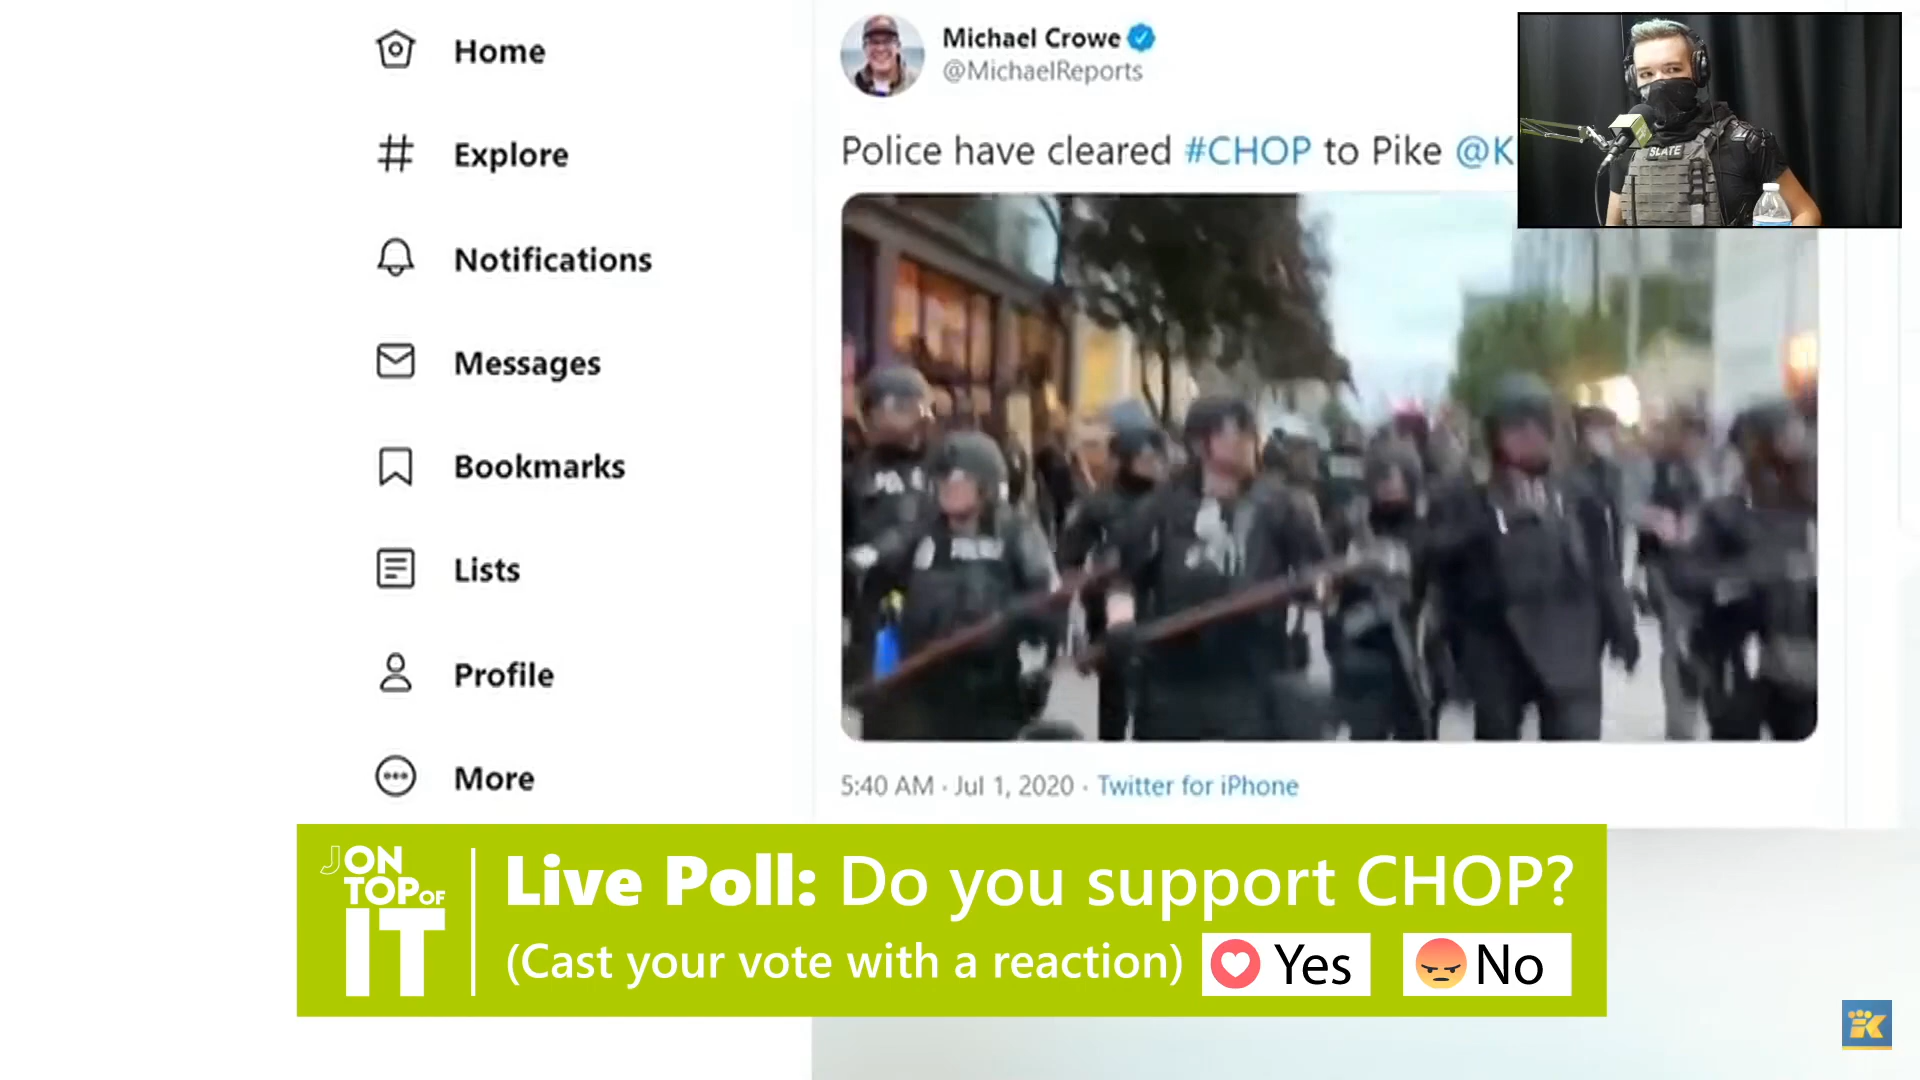 Home
Explore
Notifications
Messages
Bookmarks
Lists
Profile
More
Michael Crowe
@MichaelReports
Police have cleared #CHOP to Pike @K
SLATE
5:40 AM · Jul 1, 2020 · Twitter for iPhone
JON
TOP OF
IT
Live Poll: Do you support CHOP?
(Cast your vote with a reaction) Yes No
K